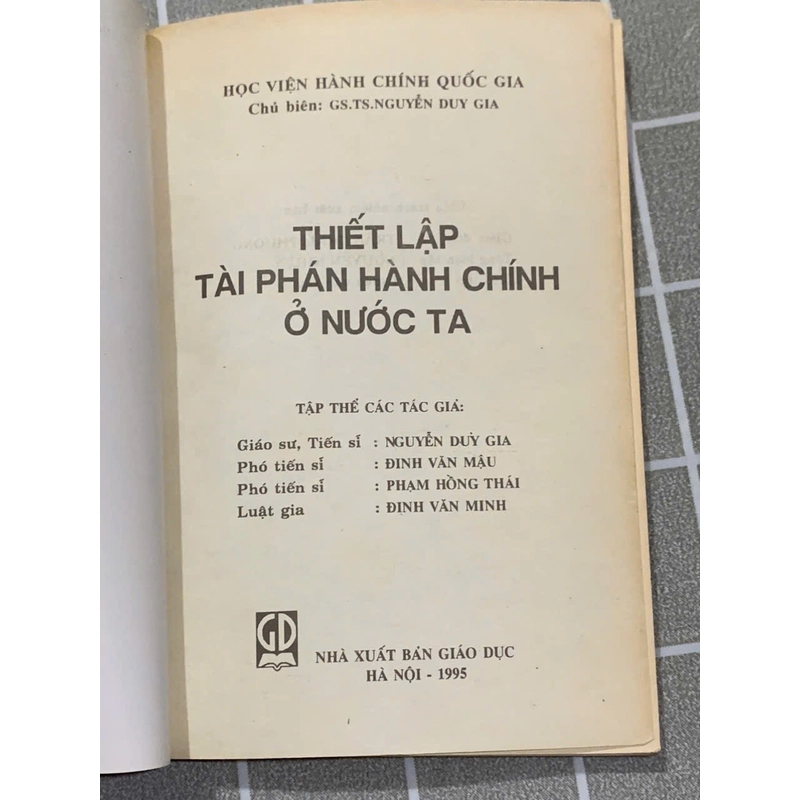 HỌC VIỆN HÀNH CHÍNH QUỐC GIA
Chủ biên: GS.TS.NGUYỄN DUY GIA
THIẾT LẬP
TÀI PHÁN HÀNH CHÍNH
Ở NƯỚC TA
TẬP THỂ CÁC TÁC GIẢ:
Giáo sư, Tiến sĩ : NGUYỄN DUY GIA
Phó tiến sĩ : ĐINH VĂN MẬU
Phó tiến sĩ : PHẠM HỒNG THÁI
Luật gia : ĐINH VĂN MINH
GD
NHÀ XUẤT BẢN GIÁO DỤC
HÀ NỘI - 1995